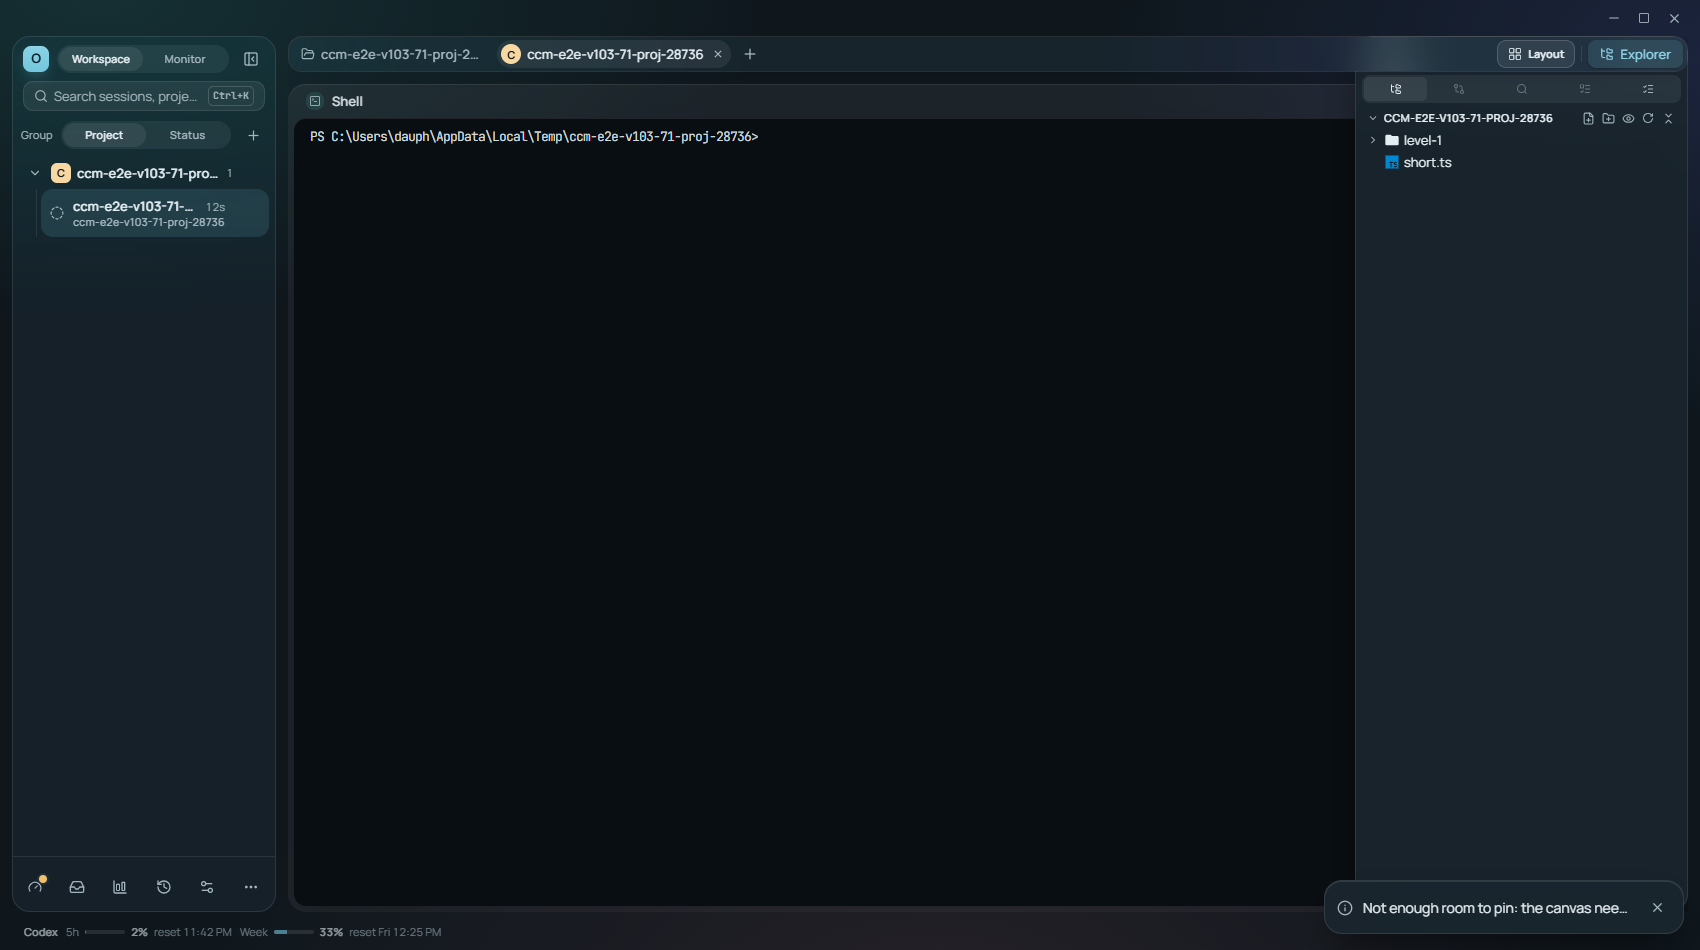 O Workspace Monitor
Search sessions, proje... Ctrl+K
Group Project Status
C ccm-e2e-v103-71-pro... 1
ccm-e2e-v103-71-... 12s
ccm-e2e-v103-71-proj-28736
ccm-e2e-v103-71-proj-2...
C ccm-e2e-v103-71-proj-28736
Layout Explorer
Shell
PS C:\Users\dauph\AppData\Local\Temp\ccm-e2e-v103-71-proj-28736>
CCM-E2E-V103-71-PROJ-28736
level-1
TS short.ts
Not enough room to pin: the canvas nee...
Codex 5h 2% reset 11:42 PM Week 33% reset Fri 12:25 PM